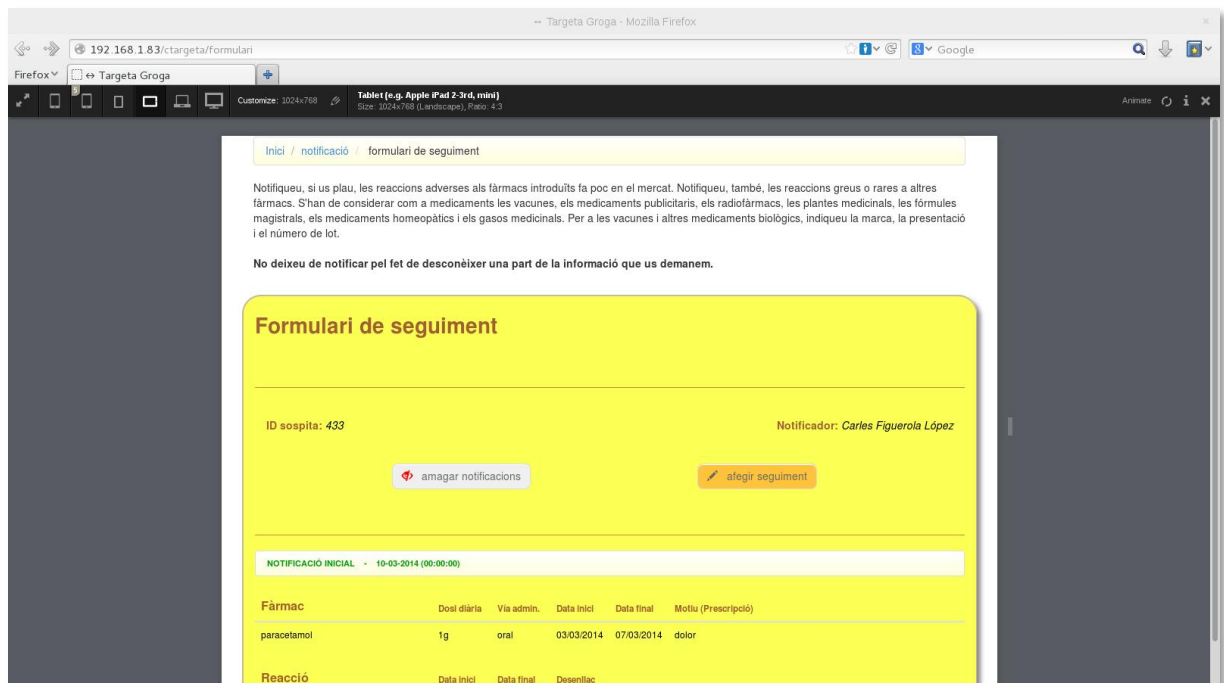 ↔ Targeta Groga - Mozilla Firefox
192.168.1.83/ctargeta/formulari
Google
Firefox
↔ Targeta Groga
5
Customize: 1024x768
Tablet (e.g. Apple iPad 2-3rd, mini)
Size: 1024x768 (Landscape), Ratio: 4:3
Animate
Inici / notificació / formulari de seguiment
Notifiqueu, si us plau, les reaccions adverses als fàrmacs introduïts fa poc en el mercat. Notifiqueu, també, les reaccions greus o rares a altres
fàrmacs. S'han de considerar com a medicaments les vacunes, els medicaments publicitaris, els radiofàrmacs, les plantes medicinals, les fórmules
magistrals, els medicaments homeopàtics i els gasos medicinals. Per a les vacunes i altres medicaments biològics, indiqueu la marca, la presentació
i el número de lot.
No deixeu de notificar pel fet de desconèixer una part de la informació que us demanem.
Formulari de seguiment
ID sospita: 433
Notificador: Carles Figuerola López
amagar notificacions
afegir seguiment
NOTIFICACIÓ INICIAL - 10-03-2014 (00:00:00)
Fàrmac Dosi diària Vía admin. Data inici Data final Motiu (Prescripció)
paracetamol 1g oral 03/03/2014 07/03/2014 dolor
Reacció Data inici Data final Desenllaç